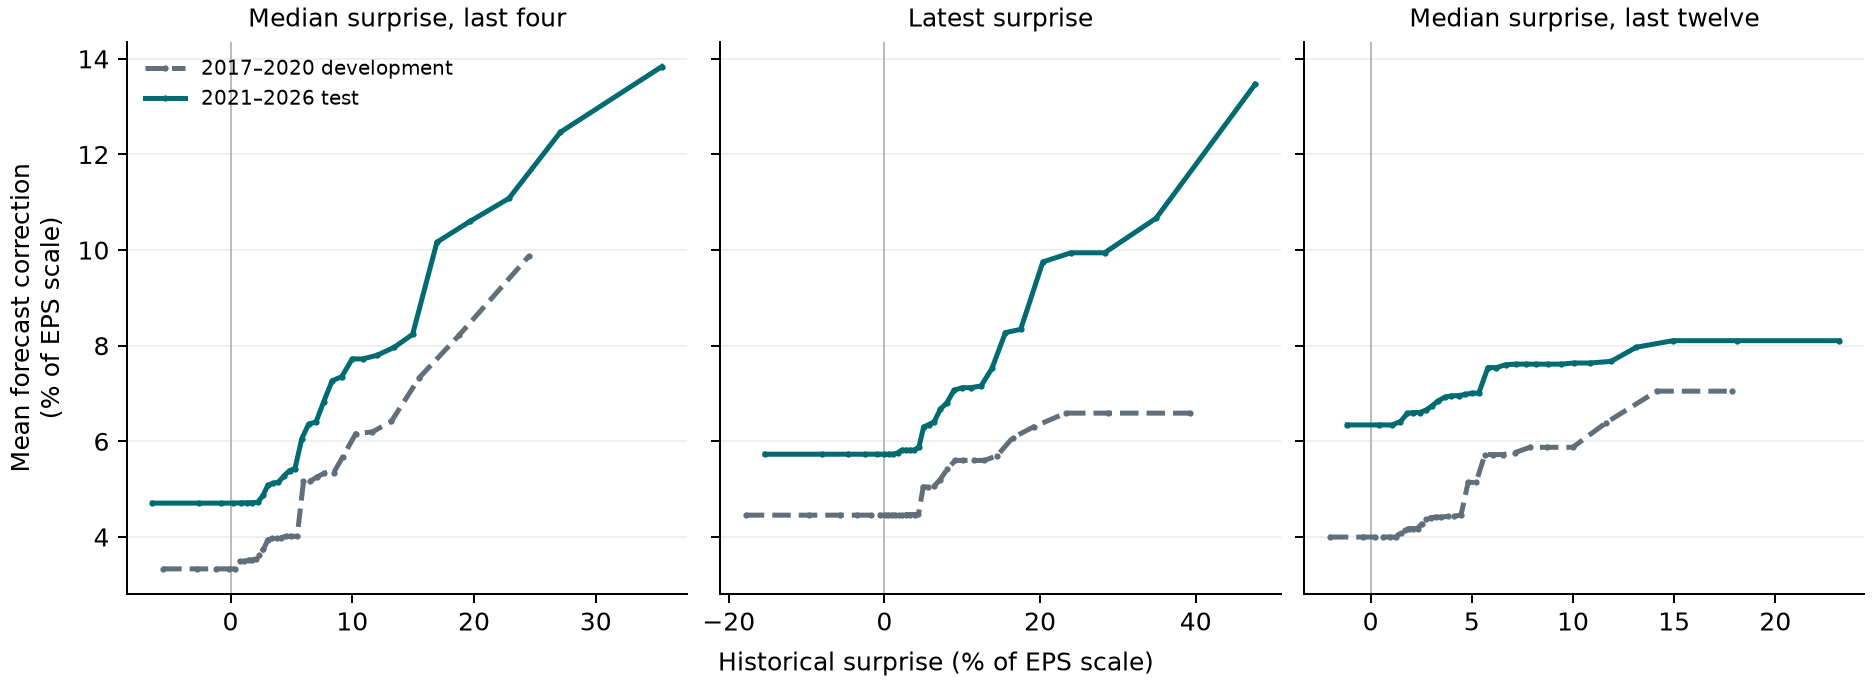 Median surprise, last four
Latest surprise
Median surprise, last twelve
Mean forecast correction
(% of EPS scale)
14
12
10
8
6
4
2017–2020 development
2021–2026 test
0
10
20
30
−20
0
20
40
0
5
10
15
20
Historical surprise (% of EPS scale)